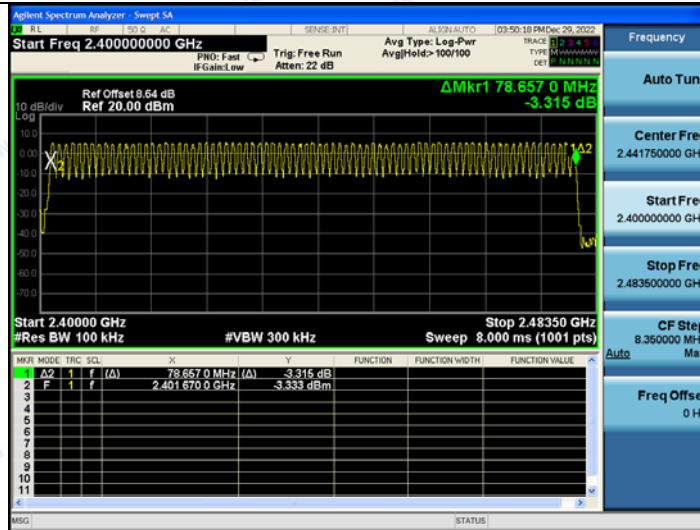 Agilent Spectrum Analyzer - Swept SA
RL RF 50 Ω AC SENSE:INT ALIGN AUTO 03:50:18 PM Dec 29, 2022
Start Freq 2.400000000 GHz
PNO: Fast
IFGain:Low
Trig: Free Run
Atten: 22 dB
Avg Type: Log-Pwr
Avg|Hold:> 100/100
TRACE 1 2 3 4 5 6
TYPE MWWWWW
DET P N N N N N
Ref Offset 8.64 dB
Ref 20.00 dBm
10 dB/div
Log
ΔMkr1 78.657 0 MHz
-3.315 dB
10.0
0.00
-10.0
-20.0
-30.0
-40.0
-50.0
-60.0
-70.0
X2
1Δ2
Start 2.40000 GHz
#Res BW 100 kHz
#VBW 300 kHz
Stop 2.48350 GHz
Sweep 8.000 ms (1001 pts)
MKR MODE TRC SCL X Y FUNCTION FUNCTION WIDTH FUNCTION VALUE
1 Δ2 1 f (Δ) 78.657 0 MHz (Δ) -3.315 dB
2 F 1 f 2.401 670 0 GHz -3.333 dBm
3
4
5
6
7
8
9
10
11
MSG STATUS
Frequency
Auto Tun
Center Fre
2.441750000 GH
Start Fre
2.400000000 GH
Stop Fre
2.483500000 GH
CF Step
8.350000 MH
Auto Ma
Freq Offse
0 H